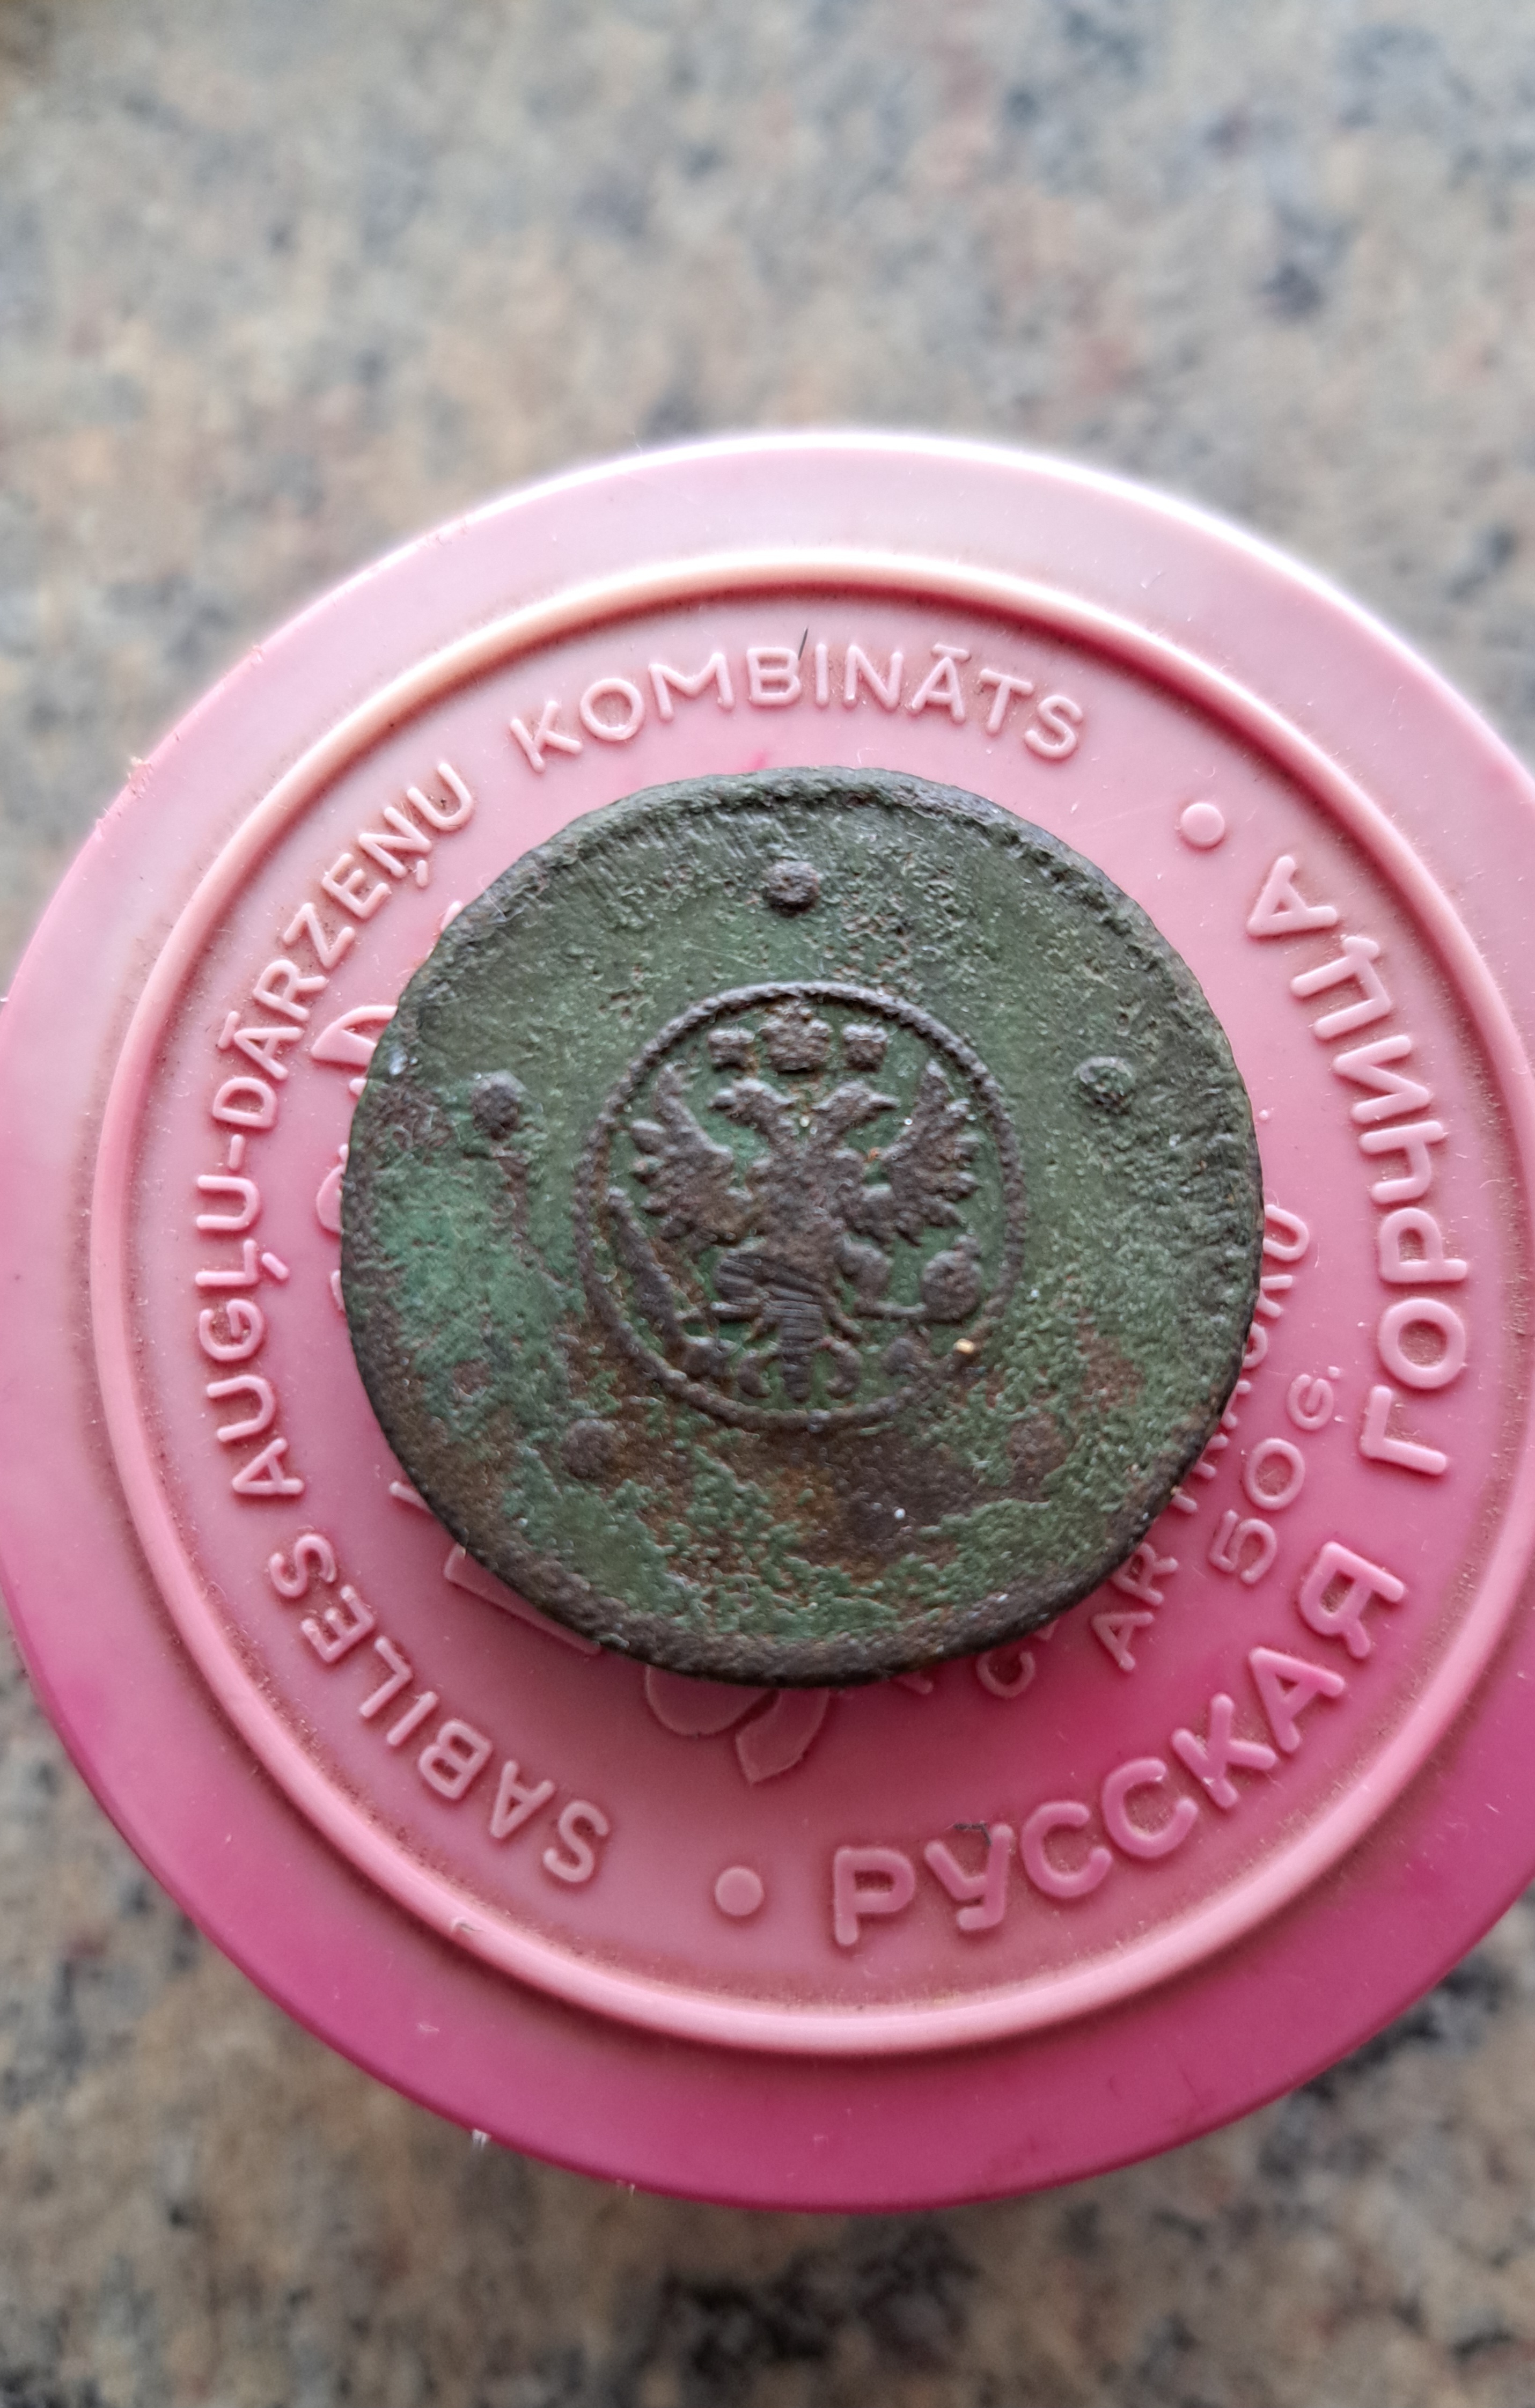 SABILES AUGĻU-DĀRZEŅU KOMBINĀTS
РУССКАЯ ГОРЧИЦА
AR
50 G.